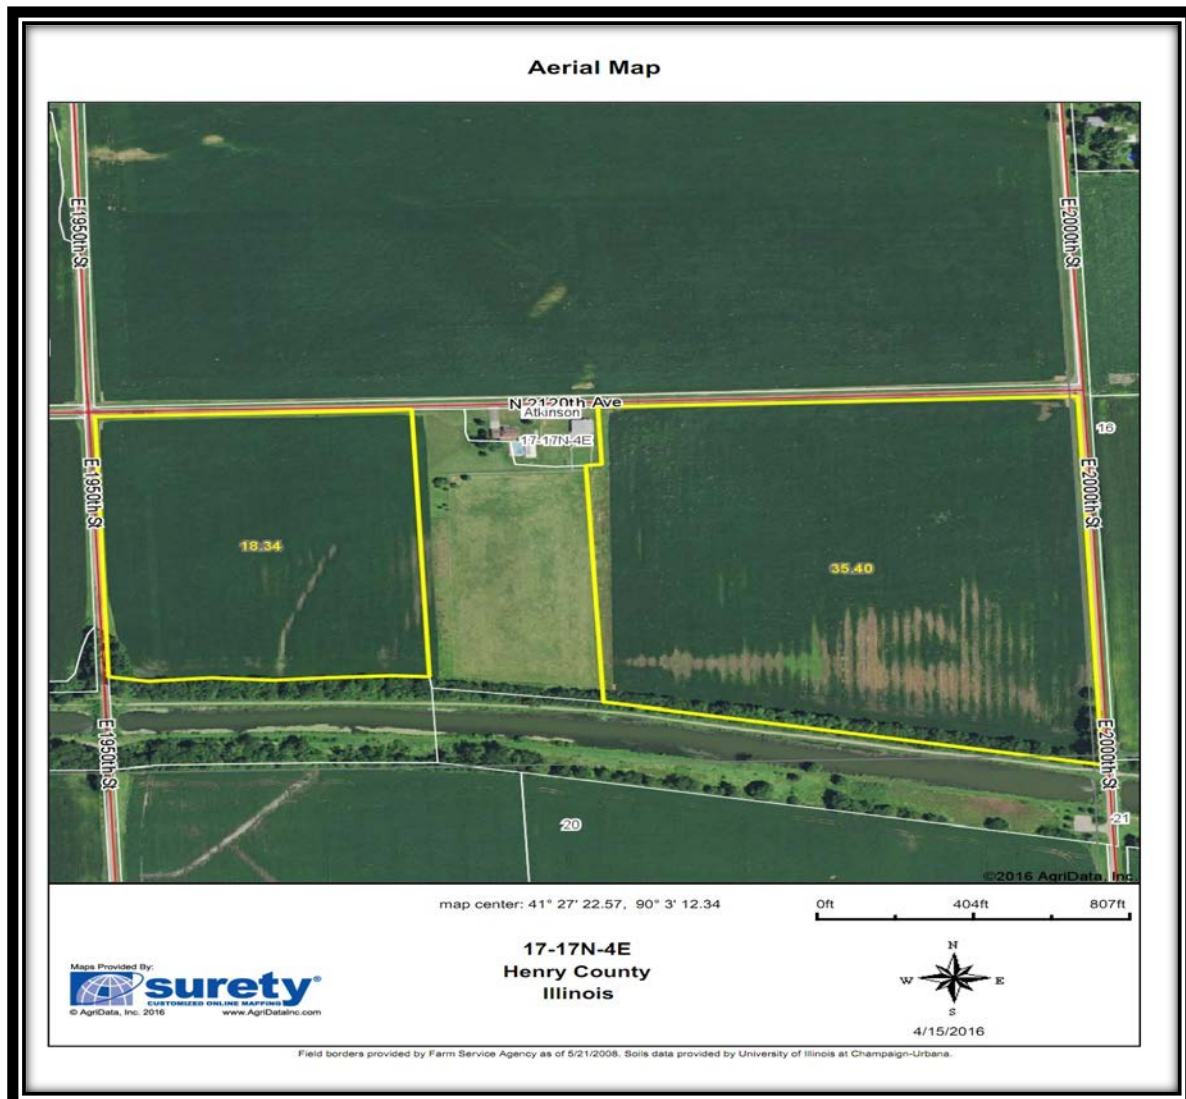 Aerial Map
E 1950th St
E 2000th St
N 2120th Ave
Atkinson
17-17N-4E
16
E 1950th St
E 2000th St
18.34
35.40
E 1950th St
E 2000th St
20
21
©2016 AgriData, Inc.
map center: 41° 27' 22.57, 90° 3' 12.34
0ft 404ft 807ft
17-17N-4E
Henry County
Illinois
Maps Provided By:
surety®
CUSTOMIZED ONLINE MAPPING
© AgriData, Inc. 2016 www.AgriDataInc.com
N
W E
S
4/15/2016
Field borders provided by Farm Service Agency as of 5/21/2008. Soils data provided by University of Illinois at Champaign-Urbana.